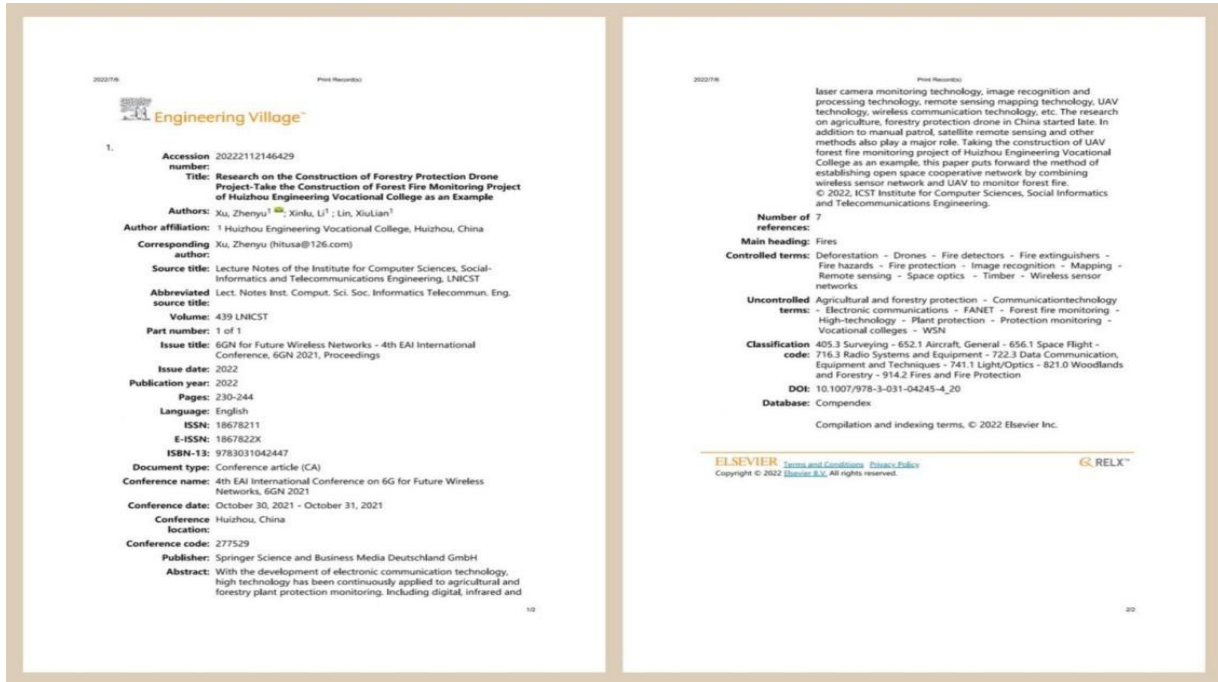 2022/7/6
Print Record(s)
Engineering Village™
1.
Accession number: 20222112146429
Title: Research on the Construction of Forestry Protection Drone
Project-Take the Construction of Forest Fire Monitoring Project
of Huizhou Engineering Vocational College as an Example
Authors: Xu, Zhenyu1 ; Xinlu, Li1 ; Lin, XiuLian1
Author affiliation: 1 Huizhou Engineering Vocational College, Huizhou, China
Corresponding author: Xu, Zhenyu (hitusa@126.com)
Source title: Lecture Notes of the Institute for Computer Sciences, Social-
Informatics and Telecommunications Engineering, LNICST
Abbreviated source title: Lect. Notes Inst. Comput. Sci. Soc. Informatics Telecommun. Eng.
Volume: 439 LNICST
Part number: 1 of 1
Issue title: 6GN for Future Wireless Networks - 4th EAI International
Conference, 6GN 2021, Proceedings
Issue date: 2022
Publication year: 2022
Pages: 230-244
Language: English
ISSN: 18678211
E-ISSN: 1867822X
ISBN-13: 9783031042447
Document type: Conference article (CA)
Conference name: 4th EAI International Conference on 6G for Future Wireless
Networks, 6GN 2021
Conference date: October 30, 2021 - October 31, 2021
Conference location: Huizhou, China
Conference code: 277529
Publisher: Springer Science and Business Media Deutschland GmbH
Abstract: With the development of electronic communication technology,
high technology has been continuously applied to agricultural and
forestry plant protection monitoring. Including digital, infrared and
1/2
2022/7/6
Print Record(s)
laser camera monitoring technology, image recognition and
processing technology, remote sensing mapping technology, UAV
technology, wireless communication technology, etc. The research
on agriculture, forestry protection drone in China started late. In
addition to manual patrol, satellite remote sensing and other
methods also play a major role. Taking the construction of UAV
forest fire monitoring project of Huizhou Engineering Vocational
College as an example, this paper puts forward the method of
establishing open space cooperative network by combining
wireless sensor network and UAV to monitor forest fire.
© 2022, ICST Institute for Computer Sciences, Social Informatics
and Telecommunications Engineering.
Number of references: 7
Main heading: Fires
Controlled terms: Deforestation - Drones - Fire detectors - Fire extinguishers -
Fire hazards - Fire protection - Image recognition - Mapping -
Remote sensing - Space optics - Timber - Wireless sensor
networks
Uncontrolled terms: Agricultural and forestry protection - Communicationtechnology
- Electronic communications - FANET - Forest fire monitoring -
High-technology - Plant protection - Protection monitoring -
Vocational colleges - WSN
Classification code: 405.3 Surveying - 652.1 Aircraft, General - 656.1 Space Flight -
716.3 Radio Systems and Equipment - 722.3 Data Communication,
Equipment and Techniques - 741.1 Light/Optics - 821.0 Woodlands
and Forestry - 914.2 Fires and Fire Protection
DOI: 10.1007/978-3-031-04245-4_20
Database: Compendex
Compilation and indexing terms, © 2022 Elsevier Inc.
ELSEVIER Terms and Conditions Privacy Policy
RELX™
Copyright © 2022 Elsevier B.V. All rights reserved.
2/2